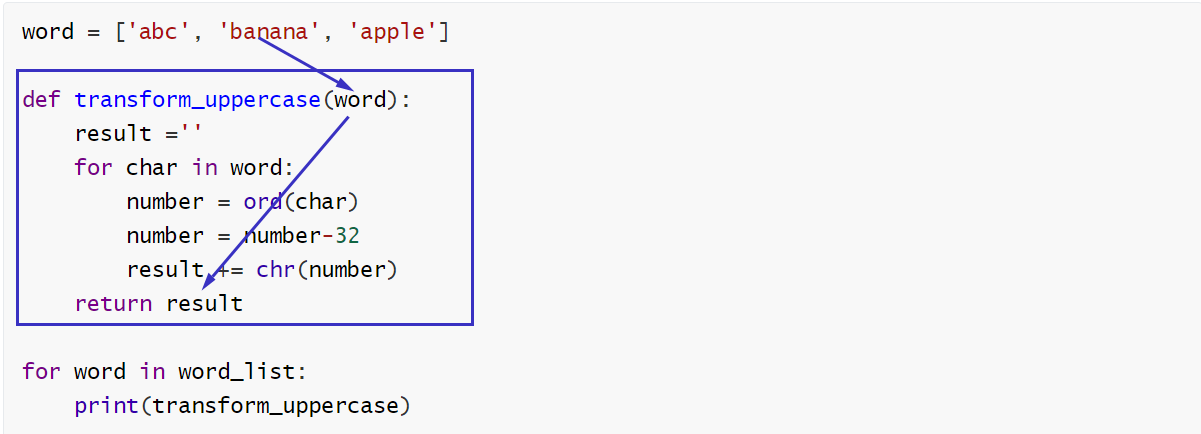 word = ['abc', 'banana', 'apple']
def transform_uppercase(word):
    result =''
    for char in word:
        number = ord(char)
        number = number-32
        result += chr(number)
    return result
for word in word_list:
    print(transform_uppercase)